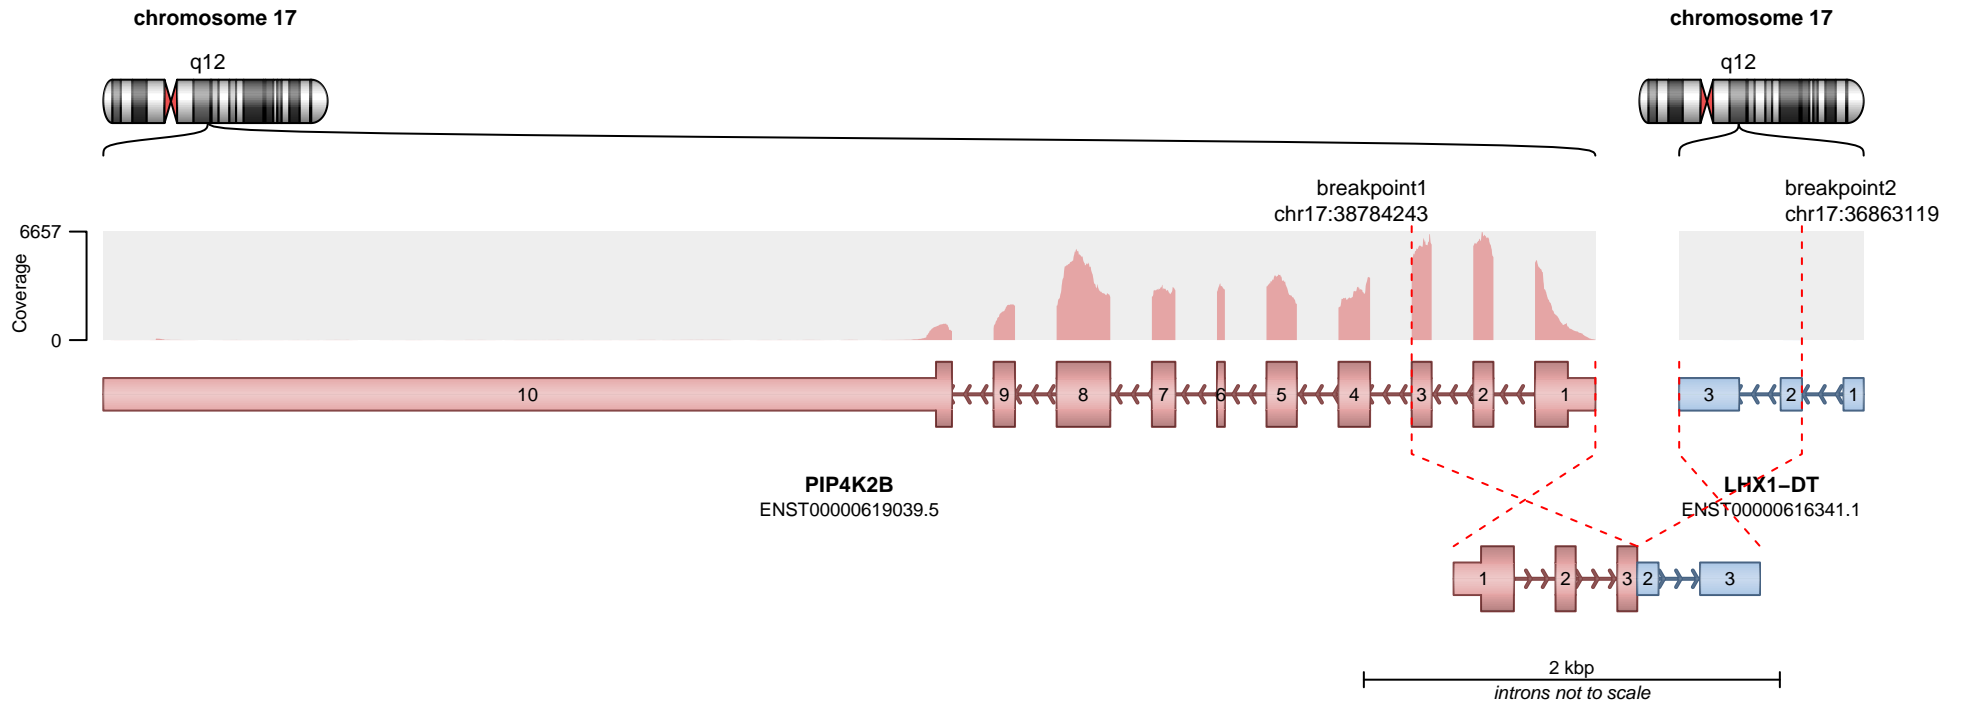 chromosome 17
chromosome 17
q12
q12
breakpoint1
chr17:38784243
breakpoint2
chr17:36863119
6657
0
Coverage
10
9
8
7
6
5
4
3
2
1
3
2
1
PIP4K2B
ENST00000619039.5
LHX1−DT
ENST00000616341.1
1
2
3
2
3
2 kbp
introns not to scale